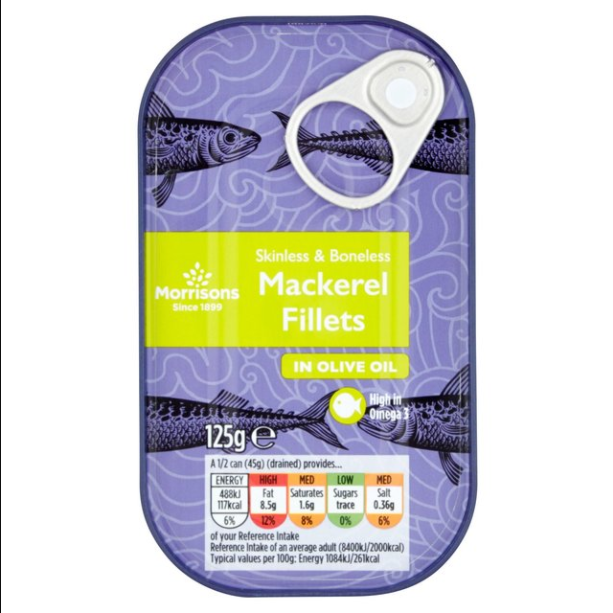 Skinless & Boneless
Mackerel
Fillets
Morrisons
Since 1899
IN OLIVE OIL
High in
Omega 3
125g ℮
A 1/2 can (45g) (drained) provides...
ENERGY HIGH MED LOW MED
488kJ Fat Saturates Sugars Salt
117kcal 8.5g 1.6g trace 0.36g
6% 12% 8% 0% 6%
of your Reference Intake
Reference Intake of an average adult (8400kJ/2000kcal)
Typical values per 100g: Energy 1084kJ/261kcal